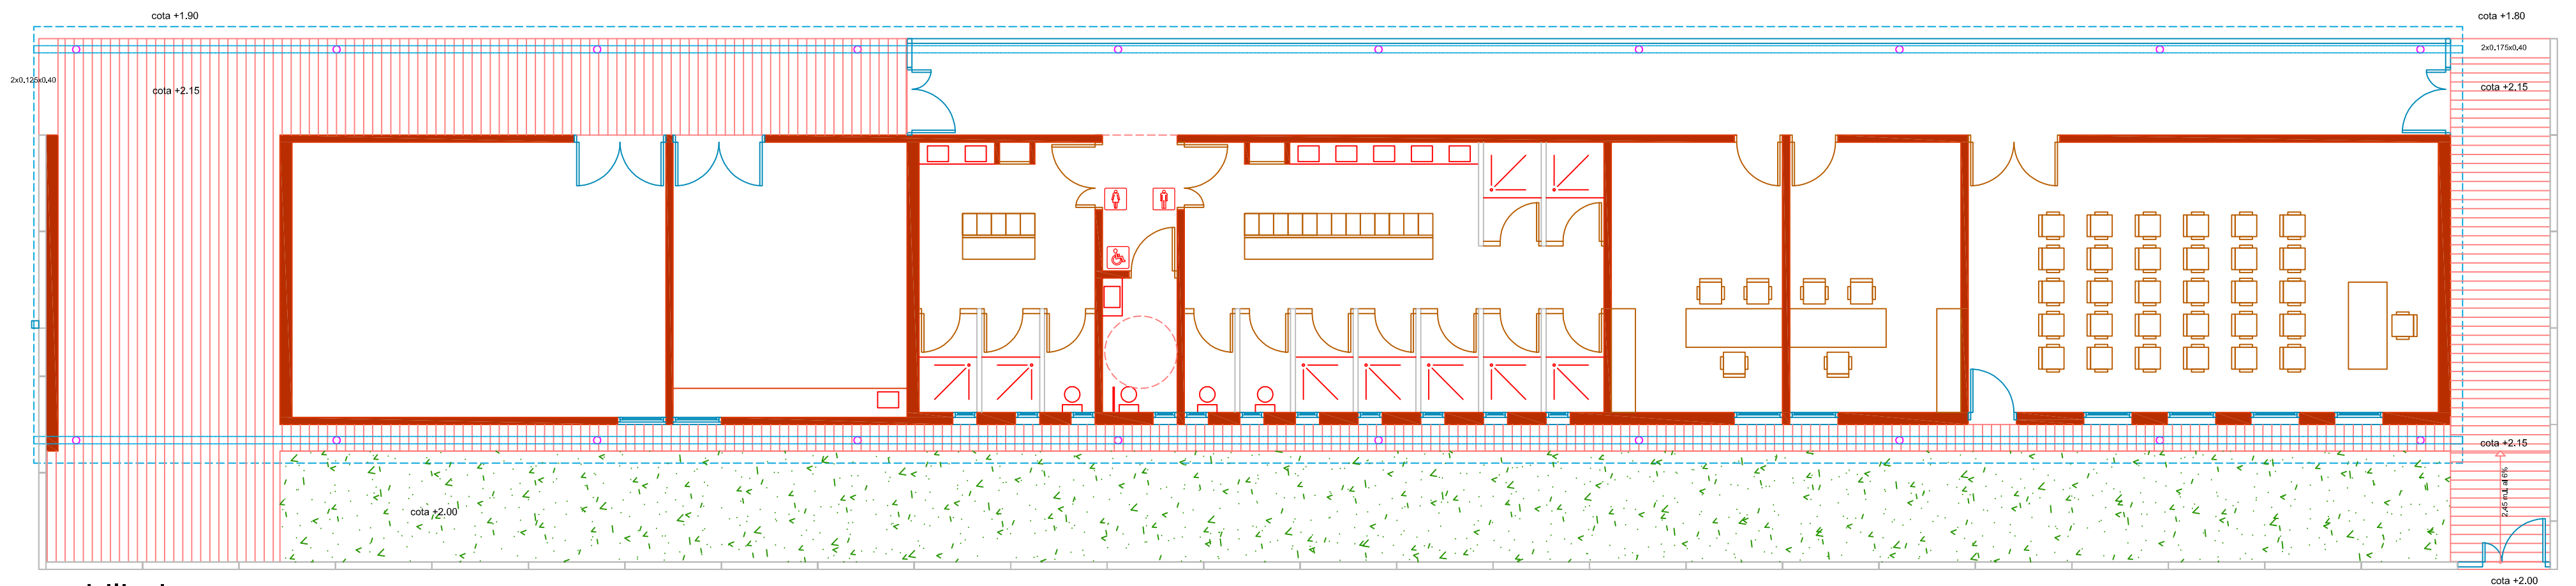 cota +1.90
cota +1.80
2x0.175x0.40
2x0.125x0.40
cota +2.15
cota +2.15
cota +2.15
cota +2.00
cota +2.00